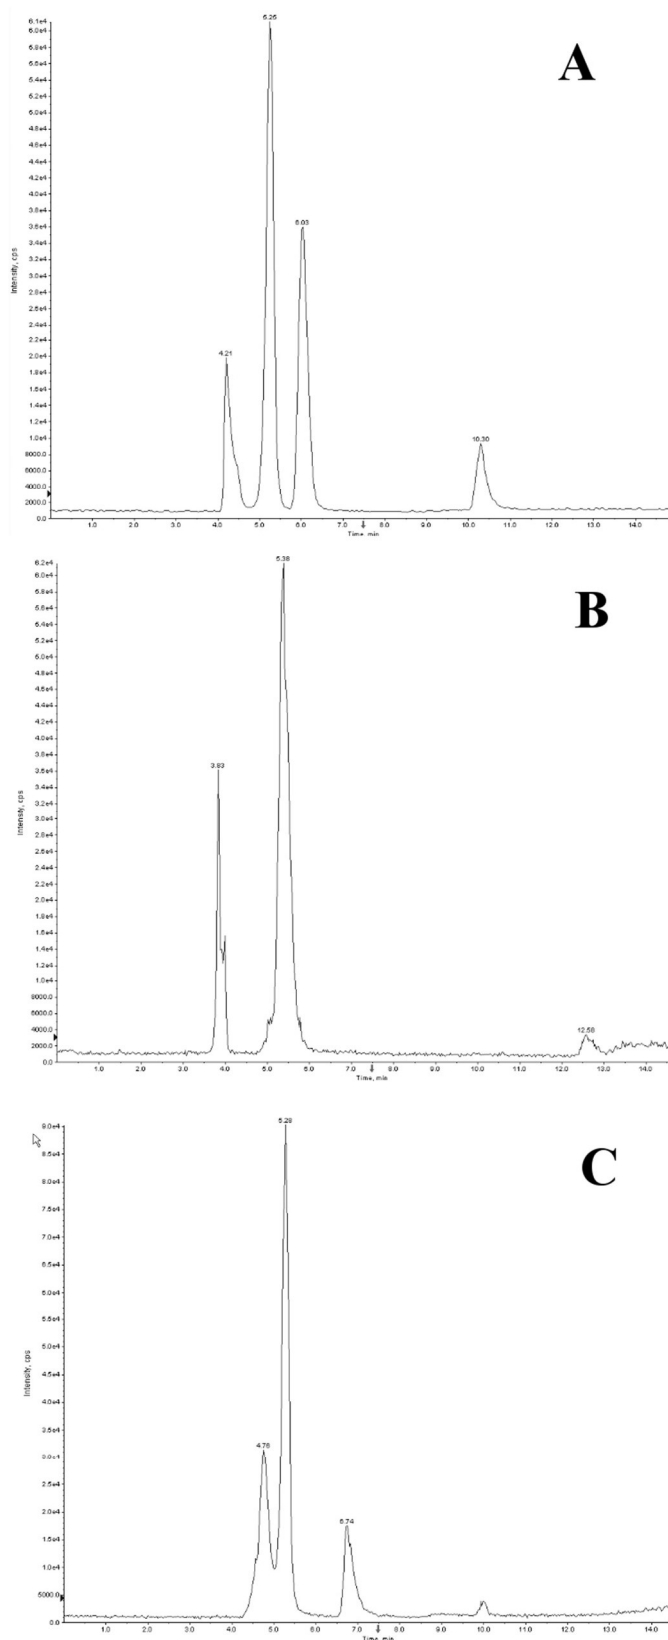 A
6.1e4
6.0e4
5.8e4
5.6e4
5.4e4
5.2e4
5.0e4
4.8e4
4.6e4
4.4e4
4.2e4
4.0e4
3.8e4
3.6e4
3.4e4
3.2e4
3.0e4
2.8e4
2.6e4
2.4e4
2.2e4
2.0e4
1.8e4
1.6e4
1.4e4
1.2e4
1.0e4
8000.0
6000.0
4000.0
2000.0
0.0
Intensity, cps
4.21
5.25
6.03
10.30
1.0 2.0 3.0 4.0 5.0 6.0 7.0 8.0 9.0 10.0 11.0 12.0 13.0 14.0
Time, min
B
6.2e4
6.0e4
5.8e4
5.6e4
5.4e4
5.2e4
5.0e4
4.8e4
4.6e4
4.4e4
4.2e4
4.0e4
3.8e4
3.6e4
3.4e4
3.2e4
3.0e4
2.8e4
2.6e4
2.4e4
2.2e4
2.0e4
1.8e4
1.6e4
1.4e4
1.2e4
1.0e4
8000.0
6000.0
4000.0
2000.0
0.0
Intensity, cps
3.83
5.38
1.0 2.0 3.0 4.0 5.0 6.0 7.0 8.0 9.0 10.0 11.0 12.0 13.0 14.0
Time, min
C
9.0e4
8.5e4
8.0e4
7.5e4
7.0e4
6.5e4
6.0e4
5.5e4
5.0e4
4.5e4
4.0e4
3.5e4
3.0e4
2.5e4
2.0e4
1.5e4
1.0e4
5000.0
0.0
Intensity, cps
4.76
5.28
6.74
1.0 2.0 3.0 4.0 5.0 6.0 7.0 8.0 9.0 10.0 11.0 12.0 13.0 14.0
Time, min